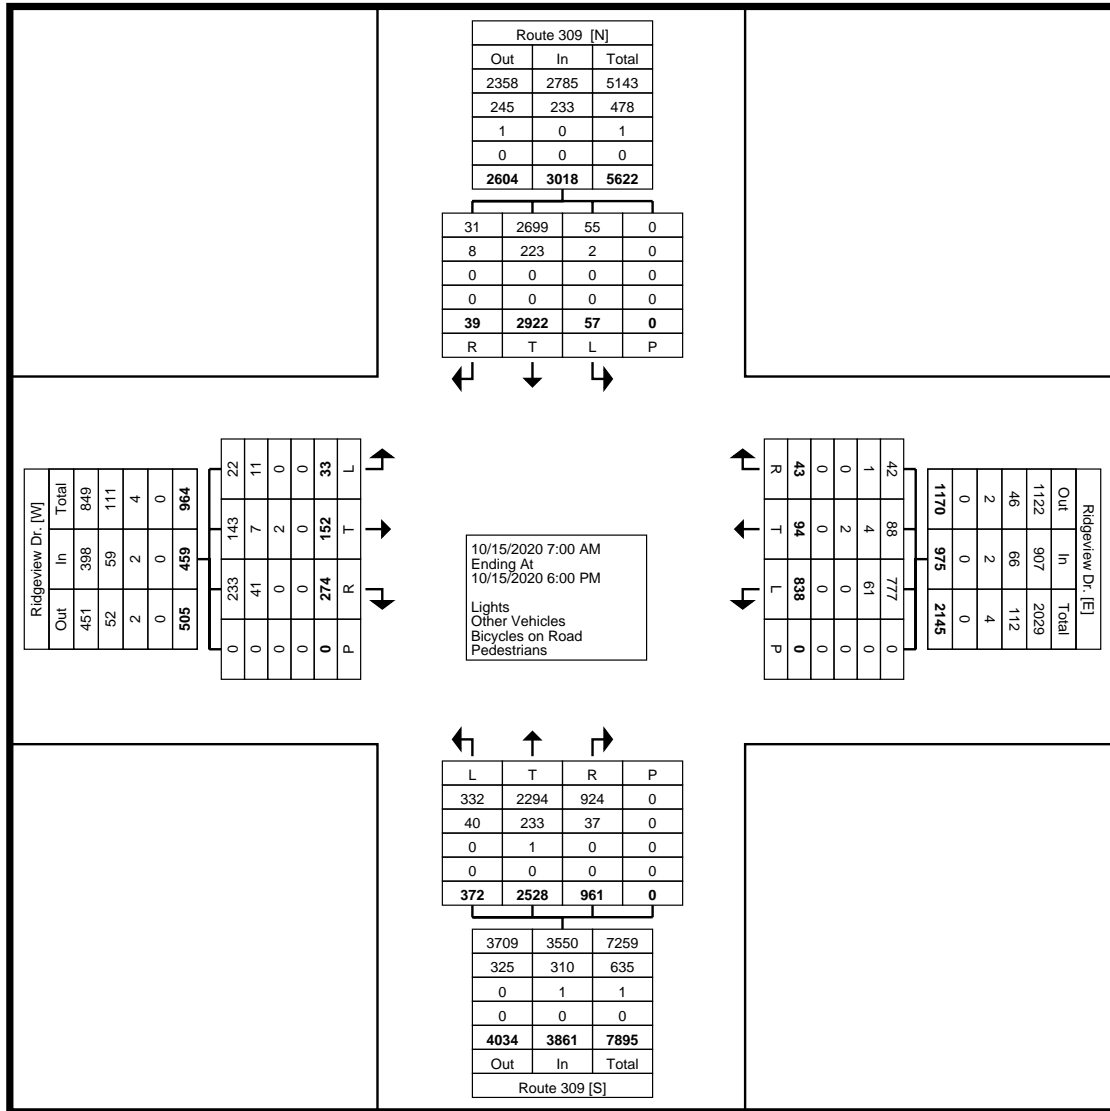 Route 309 [N]
Out In Total
2358 2785 5143
245 233 478
1 0 1
0 0 0
2604 3018 5622
31 2699 55 0
8 223 2 0
0 0 0 0
0 0 0 0
39 2922 57 0
R T L P
Ridgeview Dr. [W]
Total 849 111 4 0 964
In 398 59 2 0 459
Out 451 52 2 0 505
22 11 0 0 33 L
143 7 2 0 152 T
233 41 0 0 274 R
0 0 0 0 0 P
10/15/2020 7:00 AM
Ending At
10/15/2020 6:00 PM
Lights
Other Vehicles
Bicycles on Road
Pedestrians
R 43 0 0 1 42
T 94 0 2 4 88
L 838 0 0 61 777
P 0 0 0 0 0
Ridgeview Dr. [E]
Out In Total
1122 907 2029
46 66 112
2 2 4
0 0 0
1170 975 2145
L T R P
332 2294 924 0
40 233 37 0
0 1 0 0
0 0 0 0
372 2528 961 0
3709 3550 7259
325 310 635
0 1 1
0 0 0
4034 3861 7895
Out In Total
Route 309 [S]